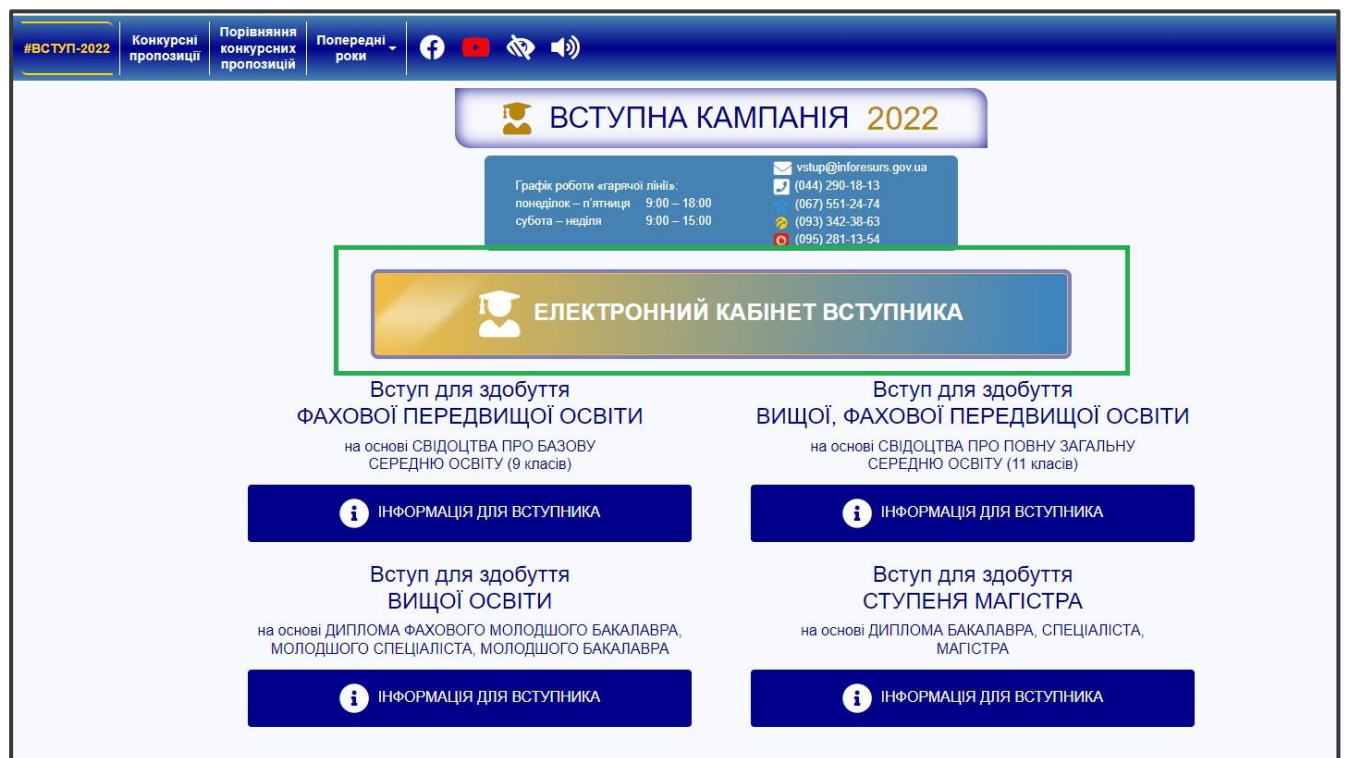 #ВСТУП-2022
Конкурсні
пропозиції
Порівняння
конкурсних
пропозицій
Попередні
роки
ВСТУПНА КАМПАНІЯ 2022
Графік роботи «гарячої лінії»:
понеділок – п'ятниця 9:00 – 18:00
субота – неділя 9:00 – 15:00
vstup@inforesurs.gov.ua
(044) 290-18-13
(067) 551-24-74
(093) 342-38-63
(095) 281-13-54
ЕЛЕКТРОННИЙ КАБІНЕТ ВСТУПНИКА
Вступ для здобуття
ФАХОВОЇ ПЕРЕДВИЩОЇ ОСВІТИ
на основі СВІДОЦТВА ПРО БАЗОВУ
СЕРЕДНЮ ОСВІТУ (9 класів)
ІНФОРМАЦІЯ ДЛЯ ВСТУПНИКА
Вступ для здобуття
ВИЩОЇ, ФАХОВОЇ ПЕРЕДВИЩОЇ ОСВІТИ
на основі СВІДОЦТВА ПРО ПОВНУ ЗАГАЛЬНУ
СЕРЕДНЮ ОСВІТУ (11 класів)
ІНФОРМАЦІЯ ДЛЯ ВСТУПНИКА
Вступ для здобуття
ВИЩОЇ ОСВІТИ
на основі ДИПЛОМА ФАХОВОГО МОЛОДШОГО БАКАЛАВРА,
МОЛОДШОГО СПЕЦІАЛІСТА, МОЛОДШОГО БАКАЛАВРА
ІНФОРМАЦІЯ ДЛЯ ВСТУПНИКА
Вступ для здобуття
СТУПЕНЯ МАГІСТРА
на основі ДИПЛОМА БАКАЛАВРА, СПЕЦІАЛІСТА,
МАГІСТРА
ІНФОРМАЦІЯ ДЛЯ ВСТУПНИКА